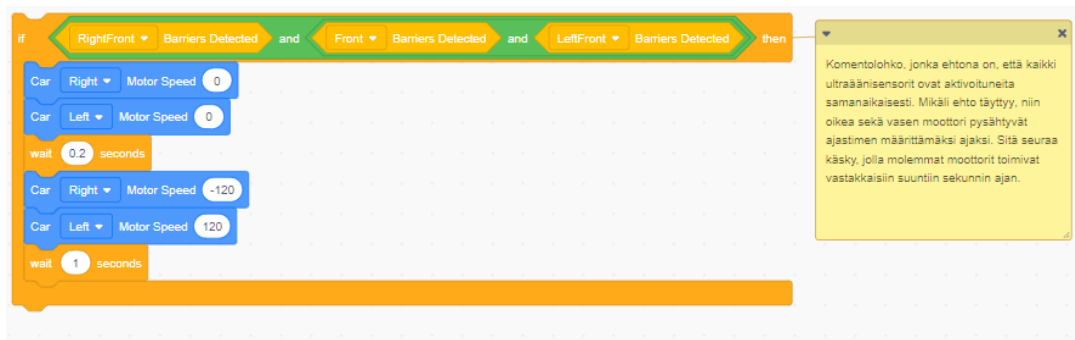 if RightFront Barriers Detected and Front Barriers Detected and LeftFront Barriers Detected then
Car Right Motor Speed 0
Car Left Motor Speed 0
wait 0.2 seconds
Car Right Motor Speed -120
Car Left Motor Speed 120
wait 1 seconds
Komentolohko, jonka ehtona on, että kaikki
ultraäänisensorit ovat aktivoituneita
samanaikaisesti. Mikäli ehto täyttyy, niin
oikea sekä vasen moottori pysähtyvät
ajastimen määrittämäksi ajaksi. Sitä seuraa
käsky, jolla molemmat moottorit toimivat
vastakkaisiin suuntiin sekunnin ajan.